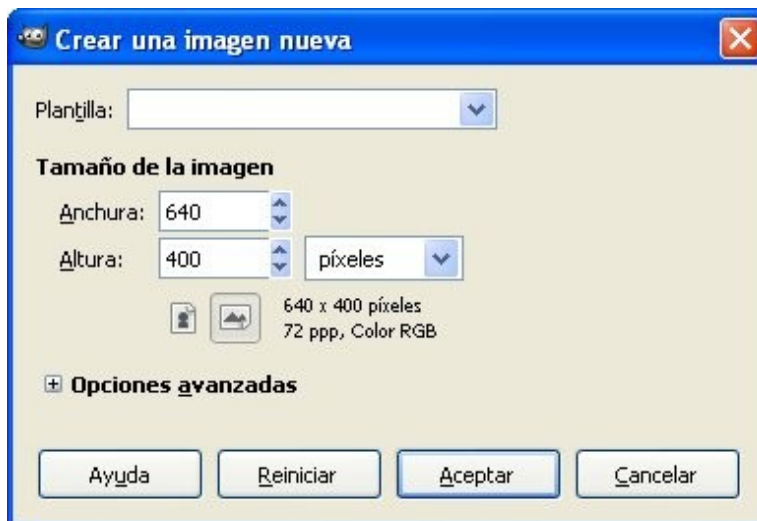 Crear una imagen nueva
Plantilla:
Tamaño de la imagen
Anchura: 640
Altura: 400 píxeles
640 x 400 píxeles
72 ppp, Color RGB
Opciones avanzadas
Ayuda Reiniciar Aceptar Cancelar